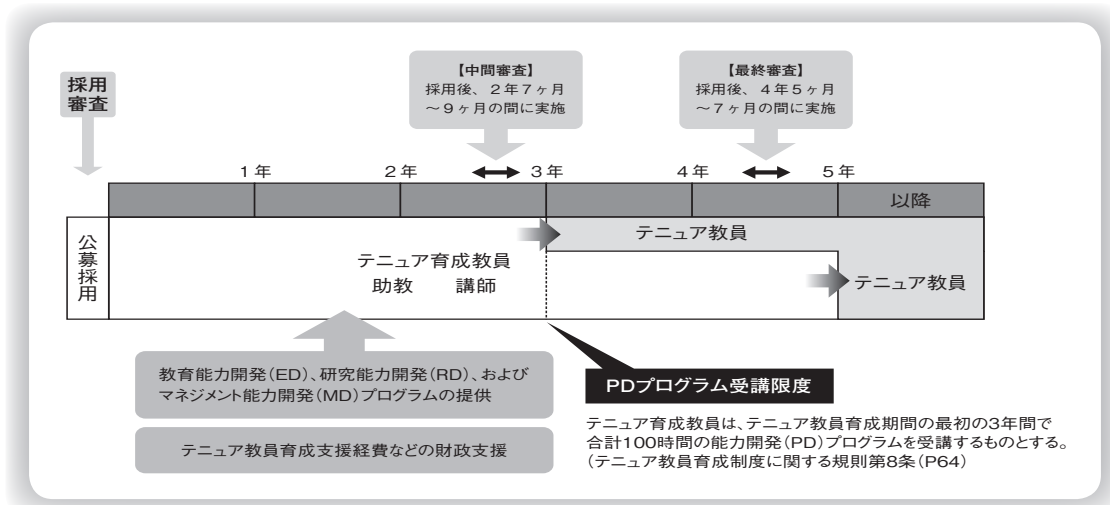 採用
審査
【中間審査】
採用後、2年7ヶ月
～9ヶ月の間に実施
【最終審査】
採用後、4年5ヶ月
～7ヶ月の間に実施
1年
2年
3年
4年
5年
以降
公募採用
テニュア教員
テニュア育成教員
助教 講師
テニュア教員
教育能力開発(ED)、研究能力開発(RD)、および
マネジメント能力開発(MD)プログラムの提供
テニュア教員育成支援経費などの財政支援
PDプログラム受講限度
テニュア育成教員は、テニュア教員育成期間の最初の3年間で
合計100時間の能力開発(PD)プログラムを受講するものとする。
(テニュア教員育成制度に関する規則第8条(P64)